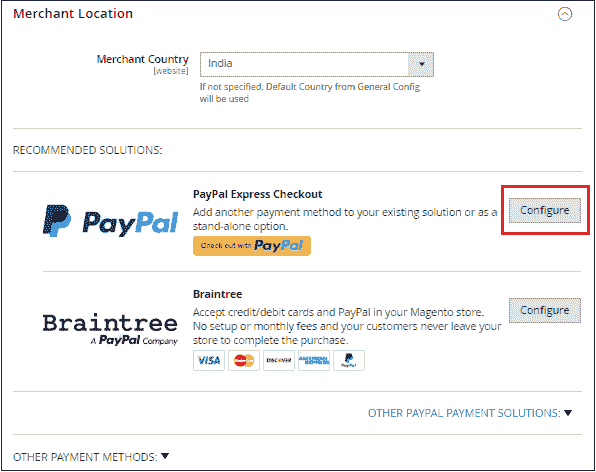 Merchant Location
Merchant Country
[website]
India
If not specified, Default Country from General Config
will be used
RECOMMENDED SOLUTIONS:
PayPal
PayPal Express Checkout
Add another payment method to your existing solution or as a
stand-alone option.
Check out with PayPal
Configure
Braintree
A PayPal Company
Braintree
Accept credit/debit cards and PayPal in your Magento store.
No setup or monthly fees and your customers never leave your
store to complete the purchase.
VISA
DISCOVER
PayPal
Configure
OTHER PAYPAL PAYMENT SOLUTIONS:
OTHER PAYMENT METHODS: